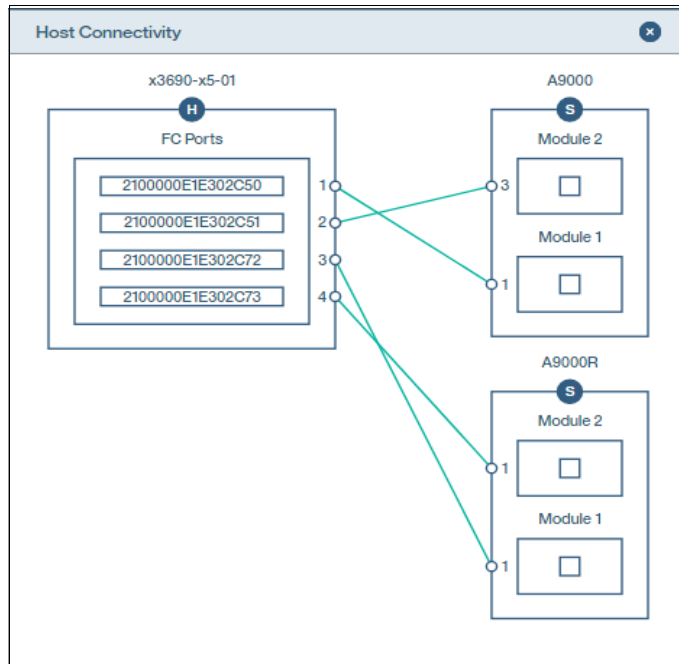 Host Connectivity
x3690-x5-01
H
FC Ports
2100000E1E302C50
1
2100000E1E302C51
2
2100000E1E302C72
3
2100000E1E302C73
4
A9000
S
Module 2
3
Module 1
1
A9000R
S
Module 2
1
Module 1
1